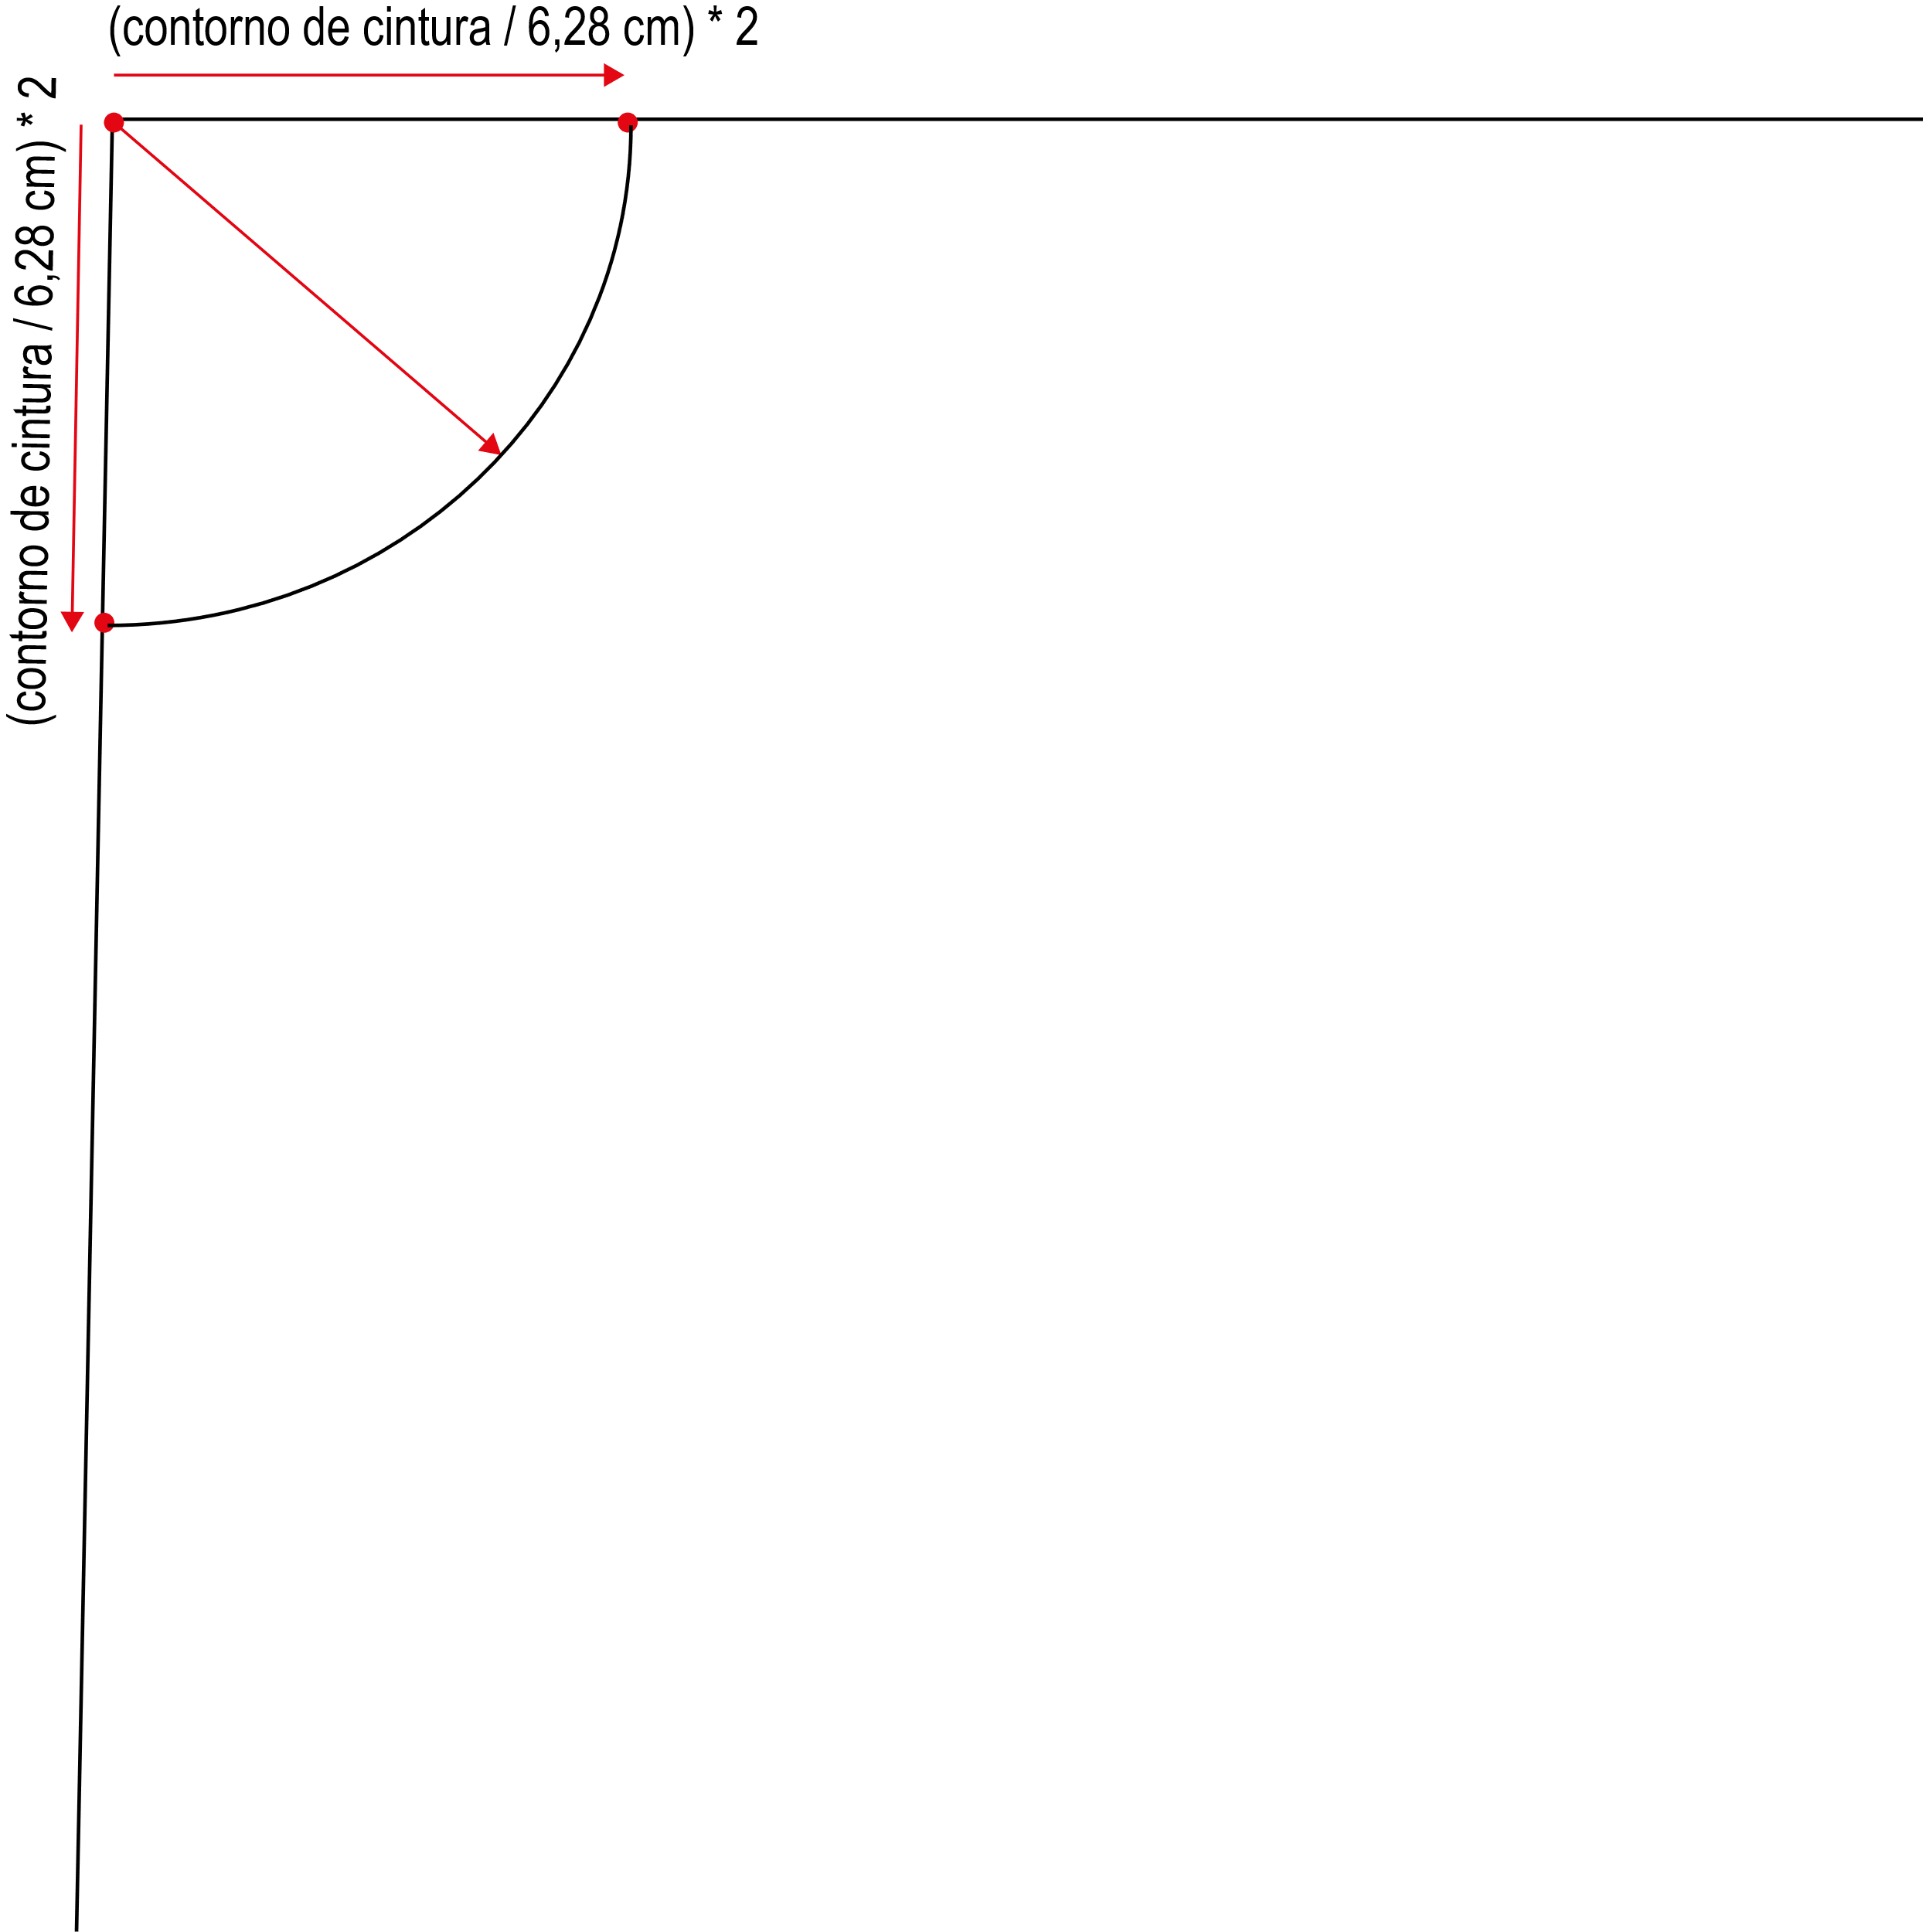 (contorno de cintura / 6,28 cm) * 2
(contorno de cintura / 6,28 cm) * 2